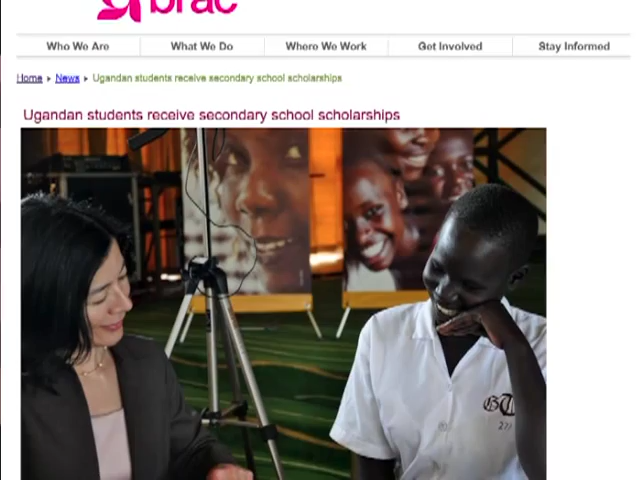 brac
Who We Are What We Do Where We Work Get Involved Stay Informed
Home ▸ News ▸ Ugandan students receive secondary school scholarships
Ugandan students receive secondary school scholarships